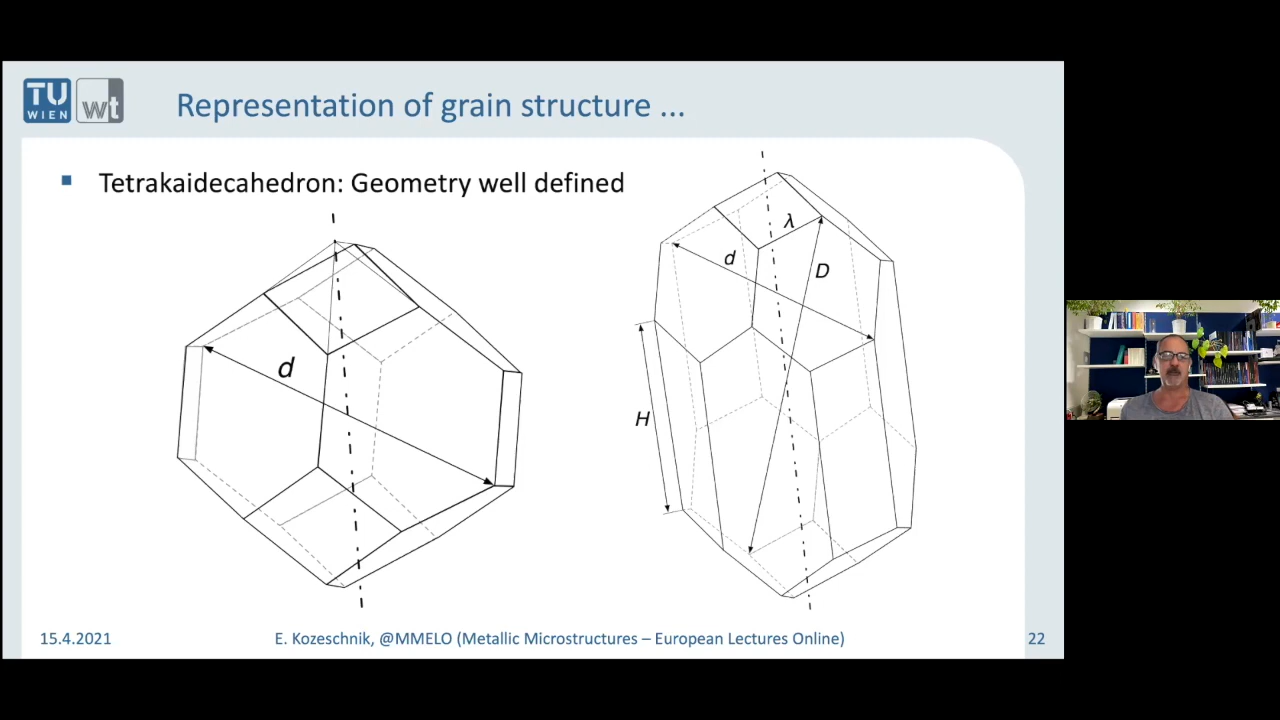 TU
WIEN
wt
Representation of grain structure ...
Tetrakaidecahedron: Geometry well defined
d
λ
d
D
H
15.4.2021
E. Kozeschnik, @MMELO (Metallic Microstructures – European Lectures Online)
22